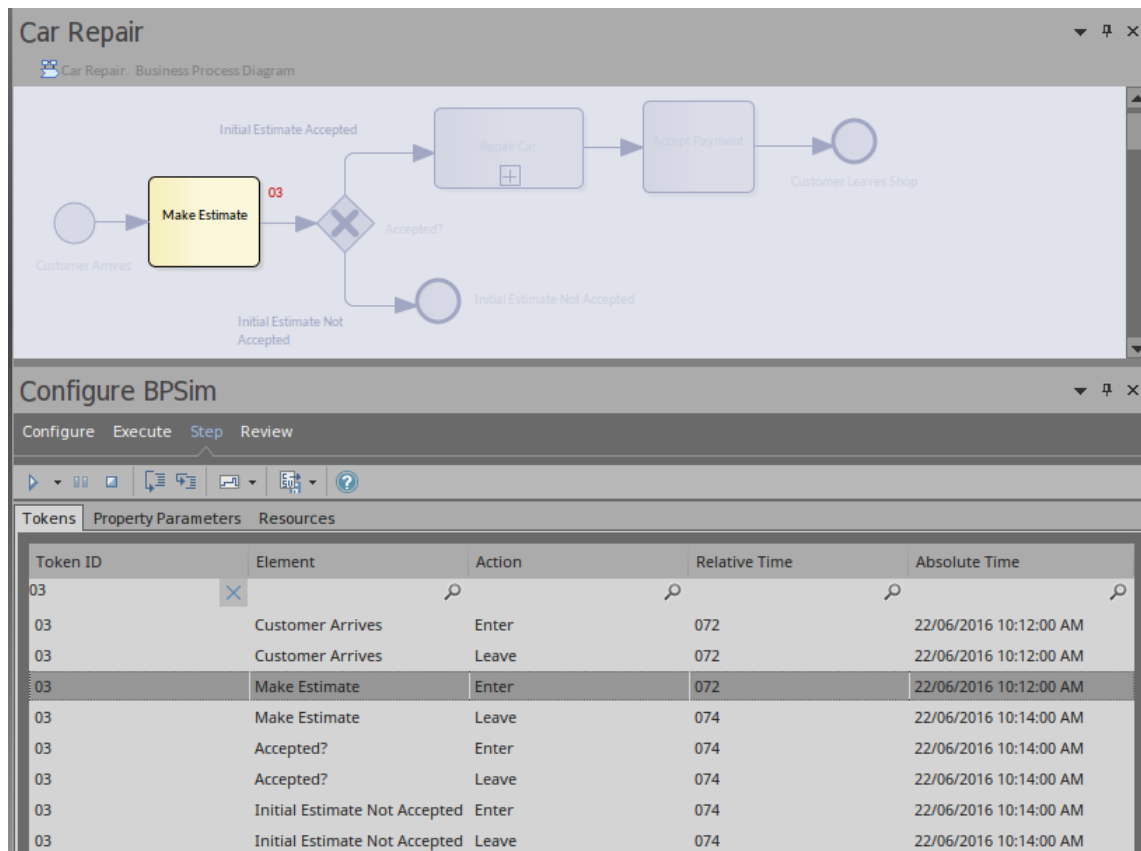 Car Repair
Car Repair. Business Process Diagram
Initial Estimate Accepted
Repair Car
Accept Payment
Customer Leaves Shop
03
Make Estimate
Accepted?
Customer Arrives
Initial Estimate Not Accepted
Initial Estimate Not
Accepted
Configure BPSim
Configure Execute Step Review
Tokens Property Parameters Resources
Token ID Element Action Relative Time Absolute Time
03
03 Customer Arrives Enter 072 22/06/2016 10:12:00 AM
03 Customer Arrives Leave 072 22/06/2016 10:12:00 AM
03 Make Estimate Enter 072 22/06/2016 10:12:00 AM
03 Make Estimate Leave 074 22/06/2016 10:14:00 AM
03 Accepted? Enter 074 22/06/2016 10:14:00 AM
03 Accepted? Leave 074 22/06/2016 10:14:00 AM
03 Initial Estimate Not Accepted Enter 074 22/06/2016 10:14:00 AM
03 Initial Estimate Not Accepted Leave 074 22/06/2016 10:14:00 AM